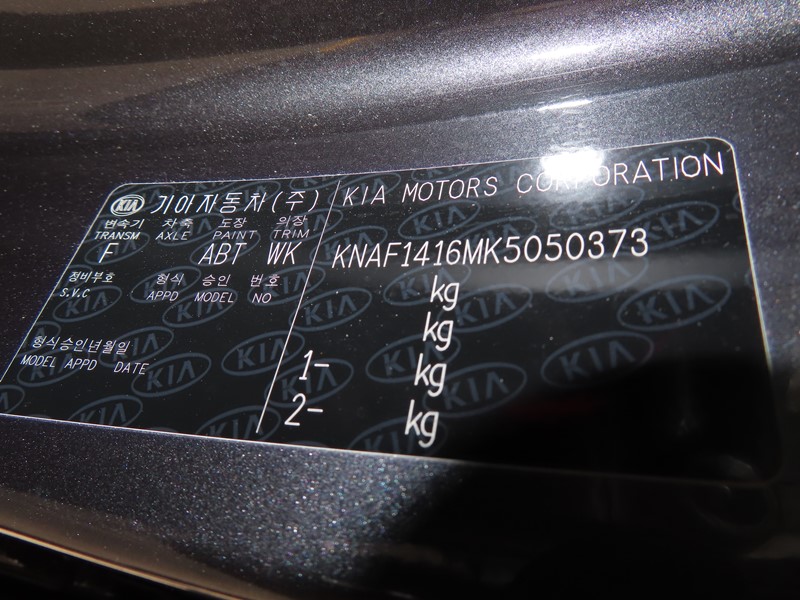 KIA 기아자동차(주) KIA MOTORS CORPORATION
변속기 차축 도장 외장
TRANSM AXLE PAINT TRIM
F ABT WK KNAF1416MK5050373
정비부호 형식 승인 번호
S.V.C APPD MODEL NO
kg
kg
형식승인년월일
MODEL APPD DATE
1- kg
2- kg